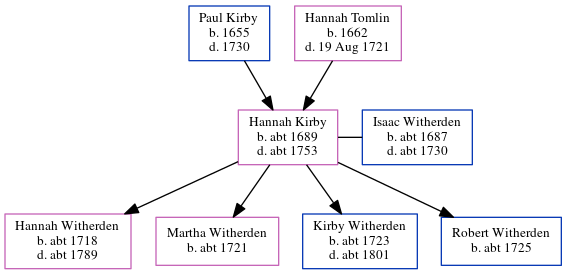 Paul Kirby
b. 1655
d. 1730
Hannah Tomlin
b. 1662
d. 19 Aug 1721
Hannah Kirby
b. abt 1689
d. abt 1753
Isaac Witherden
b. abt 1687
d. abt 1730
Hannah Witherden
b. abt 1718
d. abt 1789
Martha Witherden
b. abt 1721
Kirby Witherden
b. abt 1723
d. abt 1801
Robert Witherden
b. abt 1725